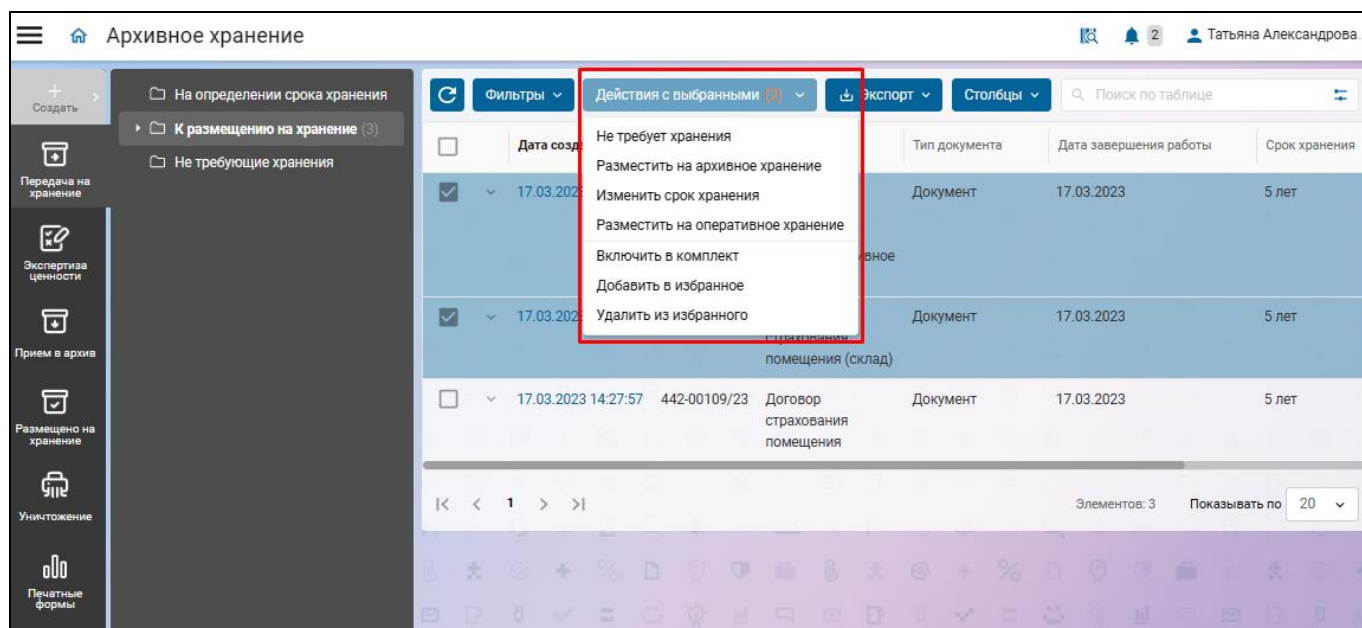 Архивное хранение
2
Татьяна Александрова..
Создать
Передача на
хранение
Экспертиза
ценности
Прием в архив
Размещено на
хранение
Уничтожение
Печатные
формы
На определении срока хранения
К размещению на хранение (3)
Не требующие хранения
Фильтры
Действия с выбранными (2)
Экспорт
Столбцы
Поиск по таблице
Дата созд
Тип документа
Дата завершения работы
Срок хранения
Не требует хранения
Разместить на архивное хранение
Изменить срок хранения
Разместить на оперативное хранение
Включить в комплект
Добавить в избранное
Удалить из избранного
17.03.202
Документ
17.03.2023
5 лет
17.03.202
страхования
помещения (склад)
Документ
17.03.2023
5 лет
17.03.2023 14:27:57
442-00109/23
Договор
страхования
помещения
Документ
17.03.2023
5 лет
1
Элементов: 3
Показывать по
20